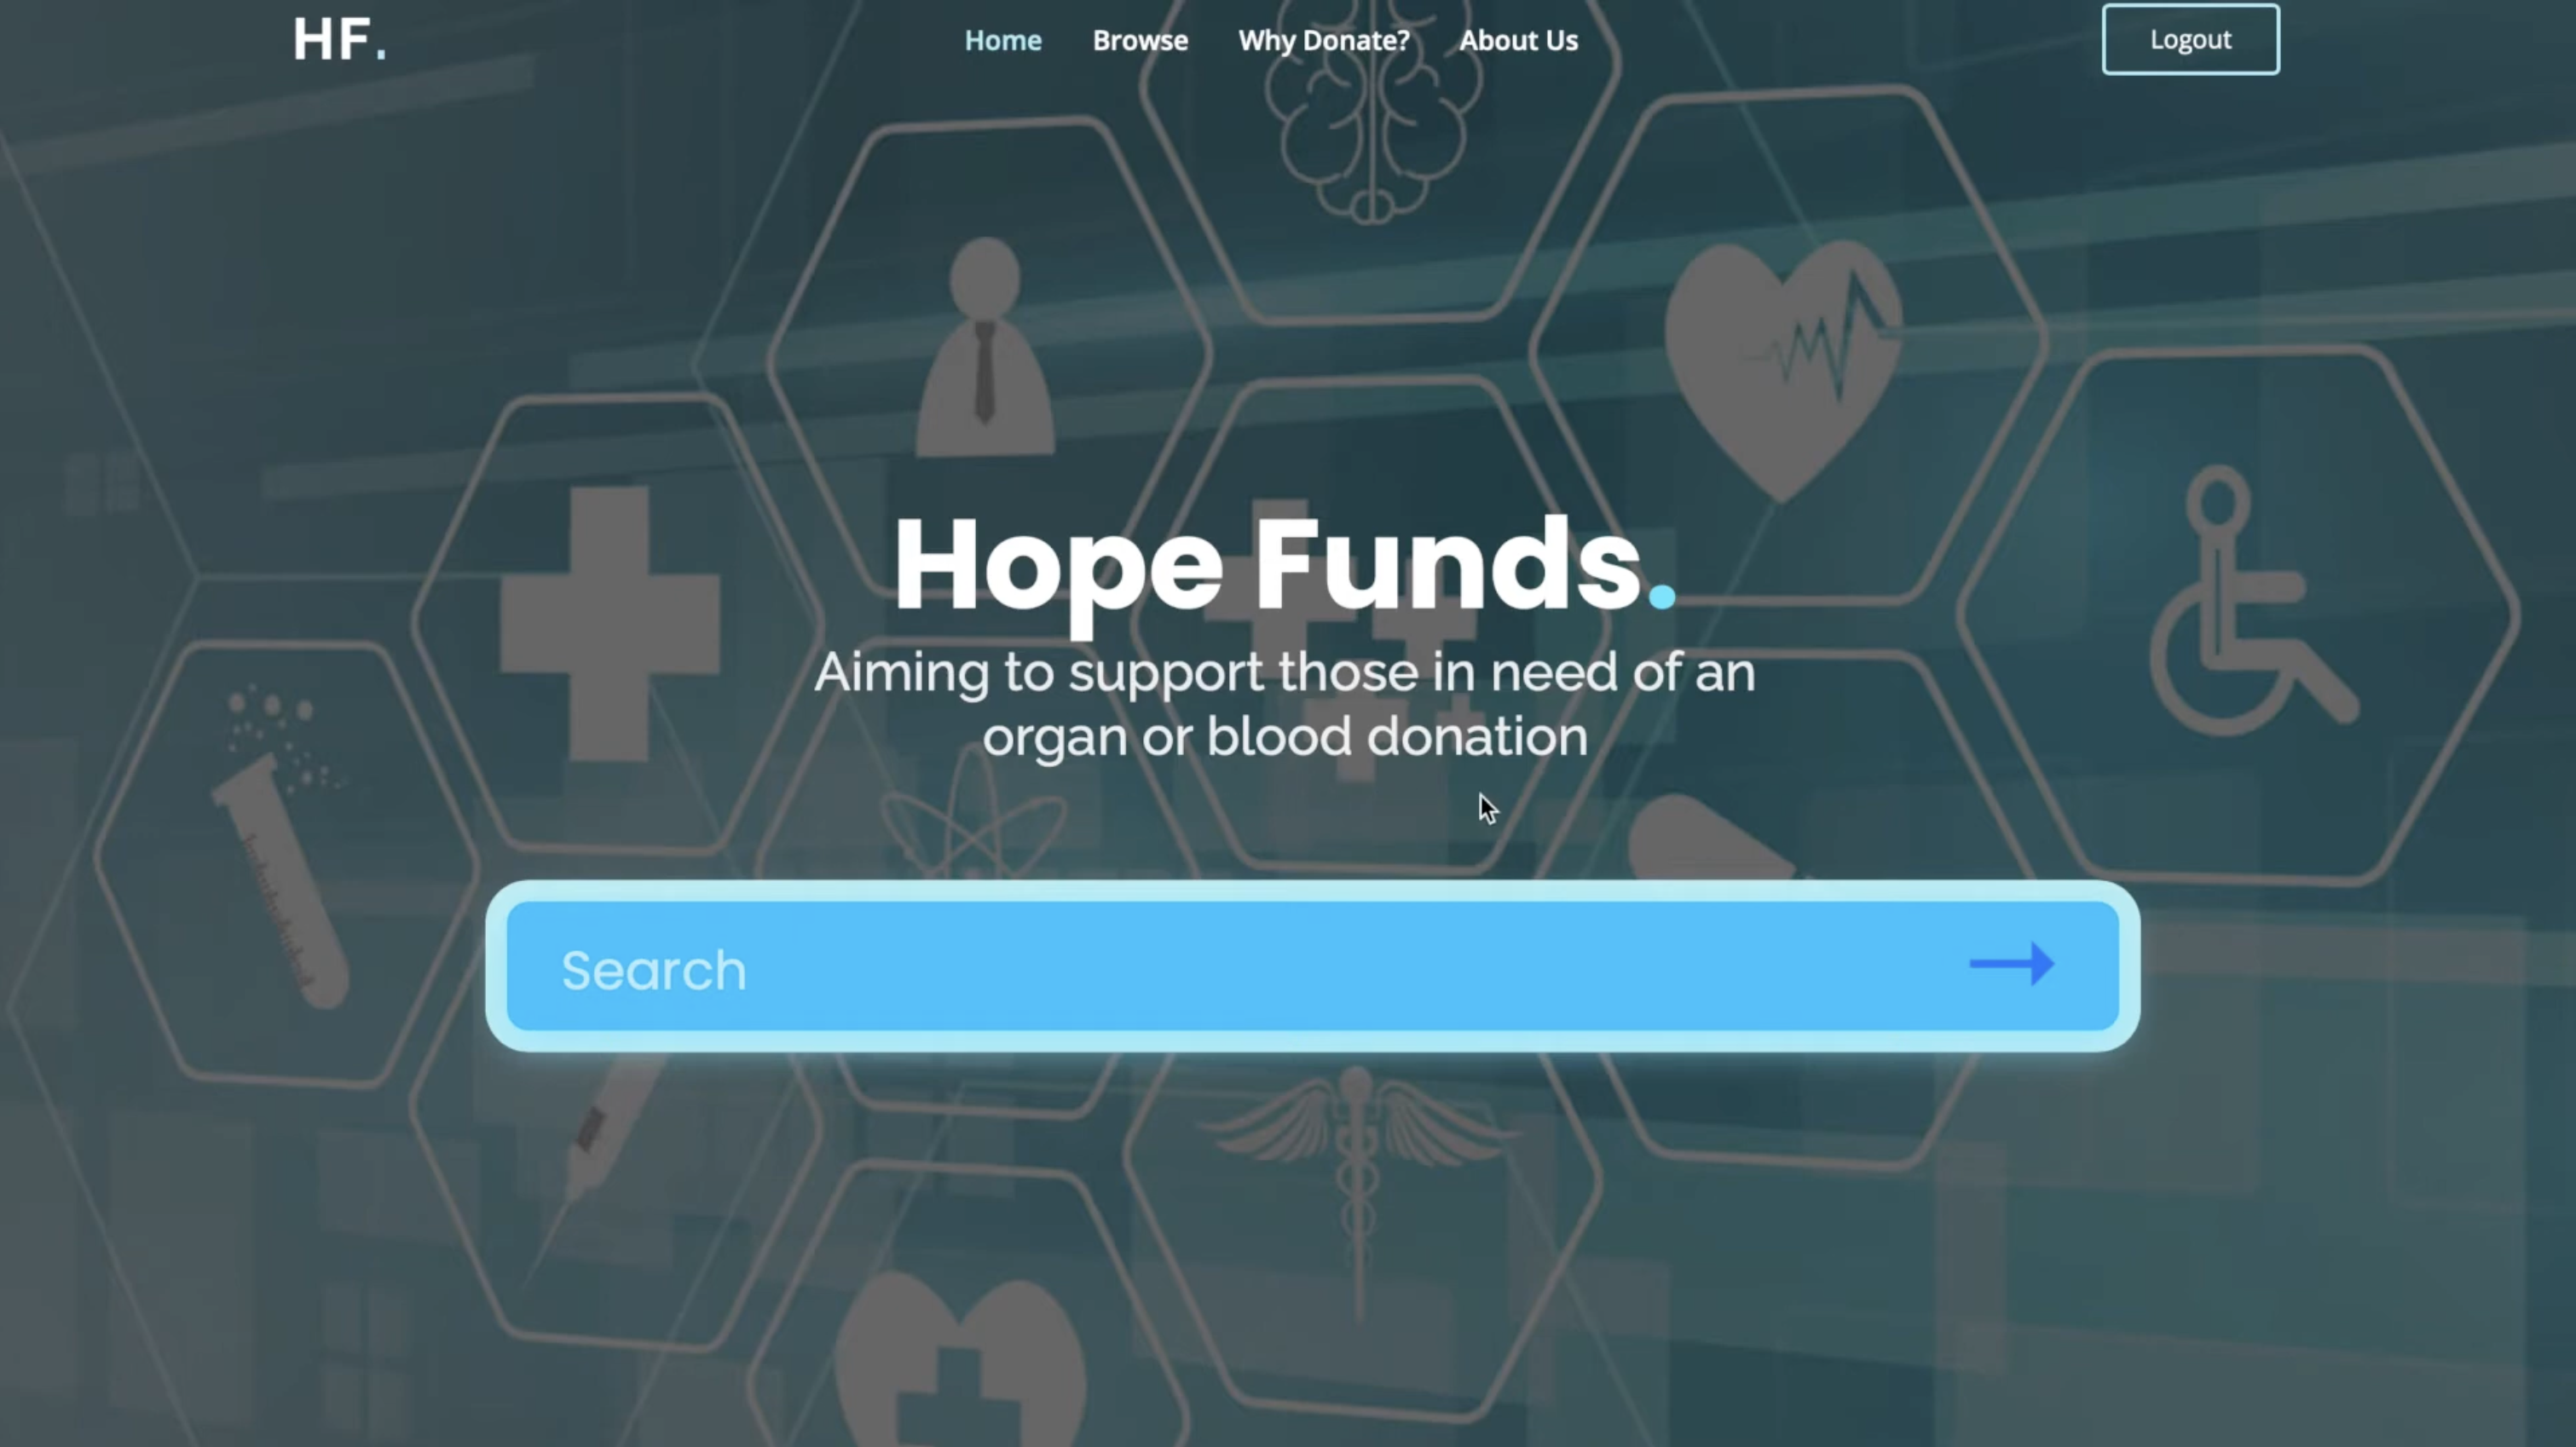 HF.
Home
Browse
Why Donate?
About Us
Logout
Hope Funds.
Aiming to support those in need of an
organ or blood donation
Search